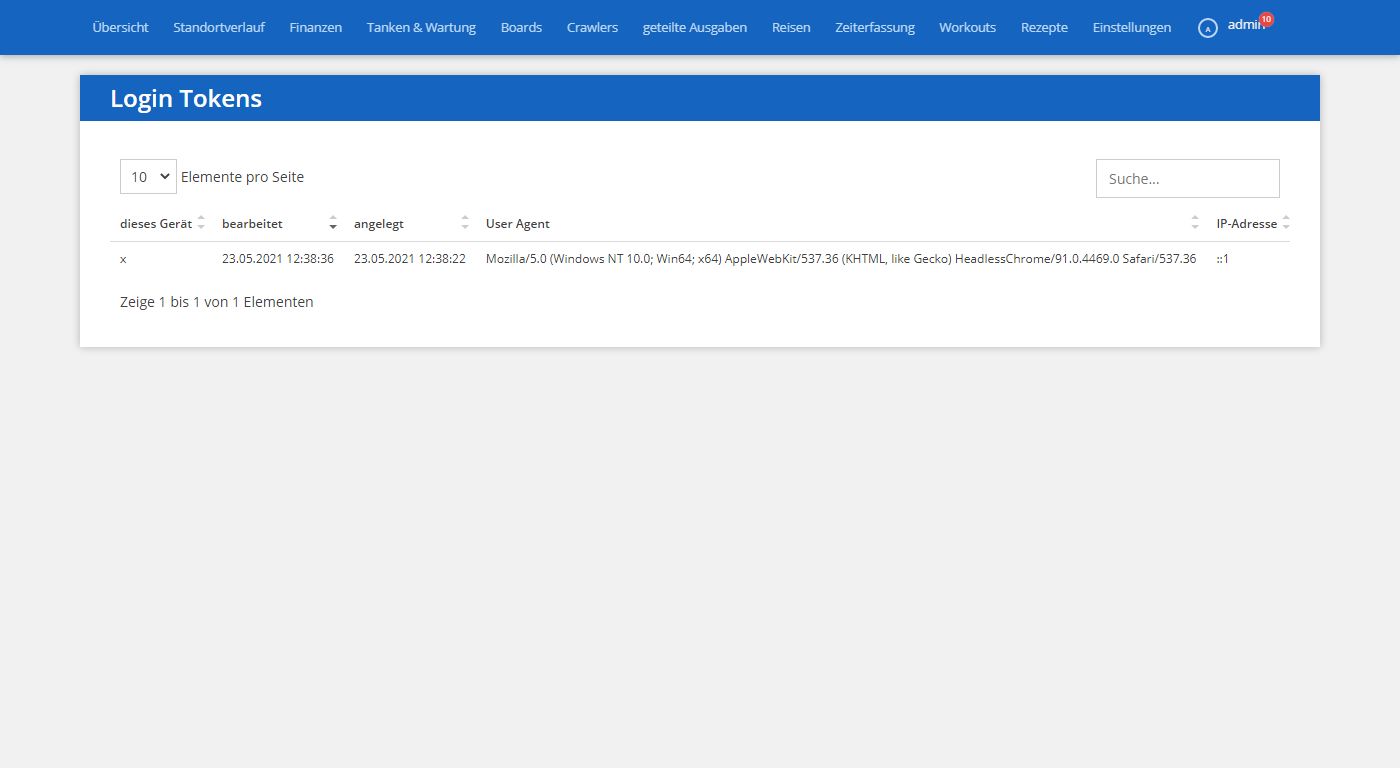 Übersicht Standortverlauf Finanzen Tanken & Wartung Boards Crawlers geteilte Ausgaben Reisen Zeiterfassung Workouts Rezepte Einstellungen A admin 10
Login Tokens
10 Elemente pro Seite Suche...
dieses Gerät bearbeitet angelegt User Agent IP-Adresse
x 23.05.2021 12:38:36 23.05.2021 12:38:22 Mozilla/5.0 (Windows NT 10.0; Win64; x64) AppleWebKit/537.36 (KHTML, like Gecko) HeadlessChrome/91.0.4469.0 Safari/537.36 ::1
Zeige 1 bis 1 von 1 Elementen